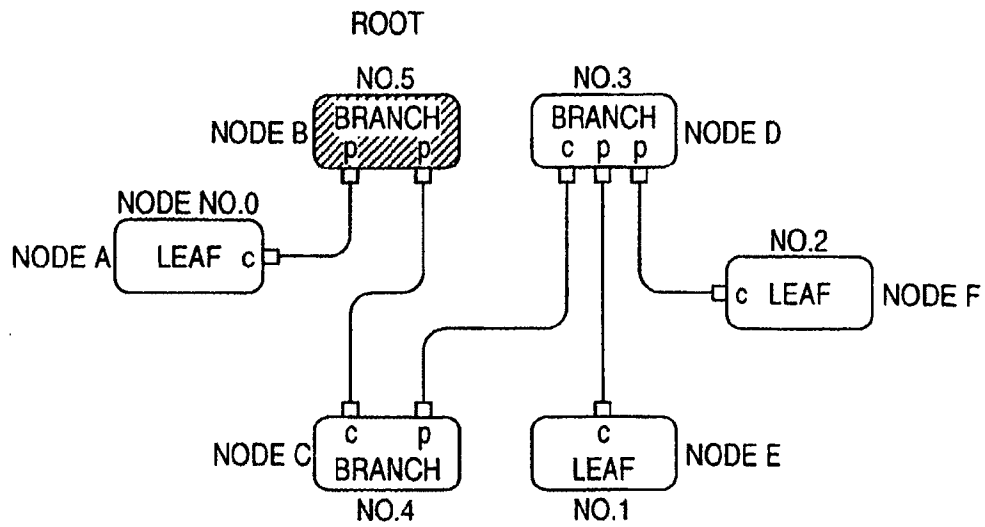 ROOT
NO.5
NO.3
NODE B
BRANCH
p p
BRANCH
c p p
NODE D
NODE NO.0
NODE A
LEAF c
NO.2
c LEAF
NODE F
NODE C
c p
BRANCH
NO.4
c
LEAF
NODE E
NO.1